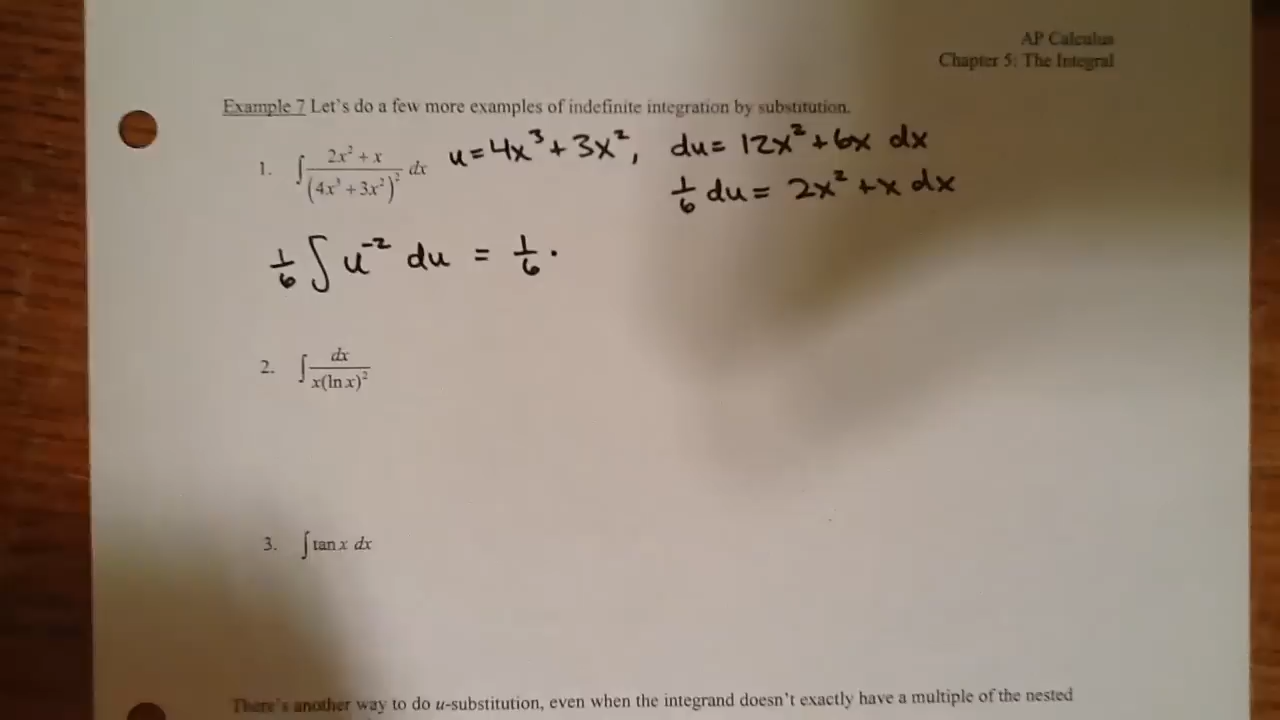 AP Calculus
Chapter 5: The Integral
Example 7 Let's do a few more examples of indefinite integration by substitution.
1. ∫ (2x² + x)/(4x³ + 3x²)² dx u = 4x³ + 3x², du = 12x² + 6x dx
1/6 du = 2x² + x dx
1/6 ∫ u⁻² du = 1/6 ·
2. ∫ dx/(x(ln x)²)
3. ∫ tan x dx
There's another way to do u-substitution, even when the integrand doesn't exactly have a multiple of the nested